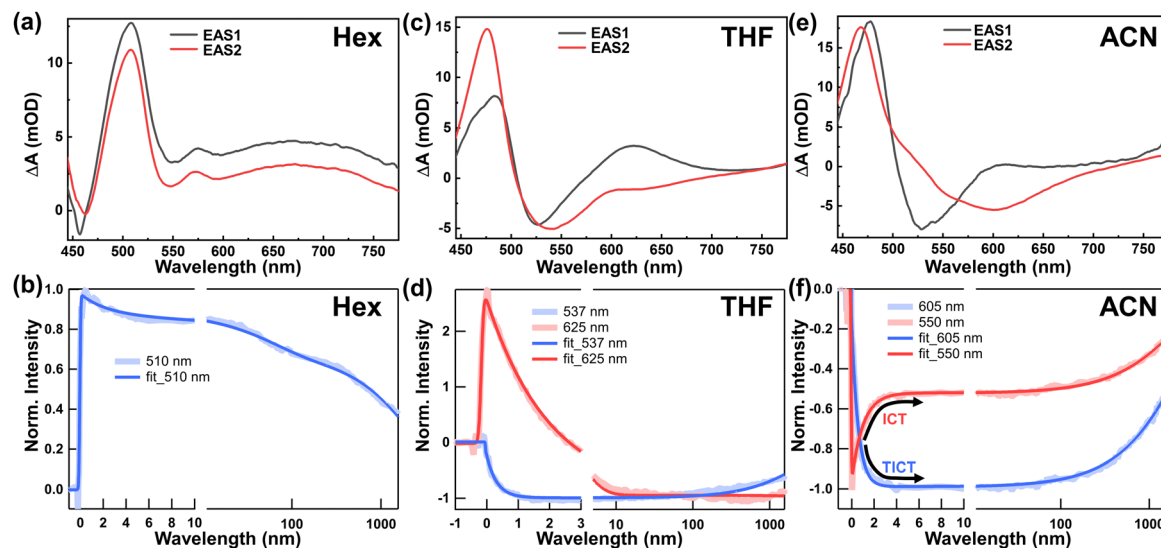 (a)
Hex
EAS1
EAS2
ΔA (mOD)
10
5
0
450 500 550 600 650 700 750
Wavelength (nm)
(c)
THF
EAS1
EAS2
ΔA (mOD)
15
10
5
0
-5
450 500 550 600 650 700 750
Wavelength (nm)
(e)
ACN
EAS1
EAS2
ΔA (mOD)
15
10
5
0
-5
450 500 550 600 650 700 750
Wavelength (nm)
(b)
Hex
510 nm
fit_510 nm
Norm. Intensity
1.0
0.8
0.6
0.4
0.2
0.0
0 2 4 6 8 10 100 1000
Wavelength (nm)
(d)
THF
537 nm
625 nm
fit_537 nm
fit_625 nm
Norm. Intensity
2
1
0
-1
-1 0 1 2 3 10 100 1000
Wavelength (nm)
(f)
ACN
605 nm
550 nm
fit_605 nm
fit_550 nm
ICT
TICT
Norm. Intensity
0.0
-0.2
-0.4
-0.6
-0.8
-1.0
0 2 4 6 8 10 100 1000
Wavelength (nm)